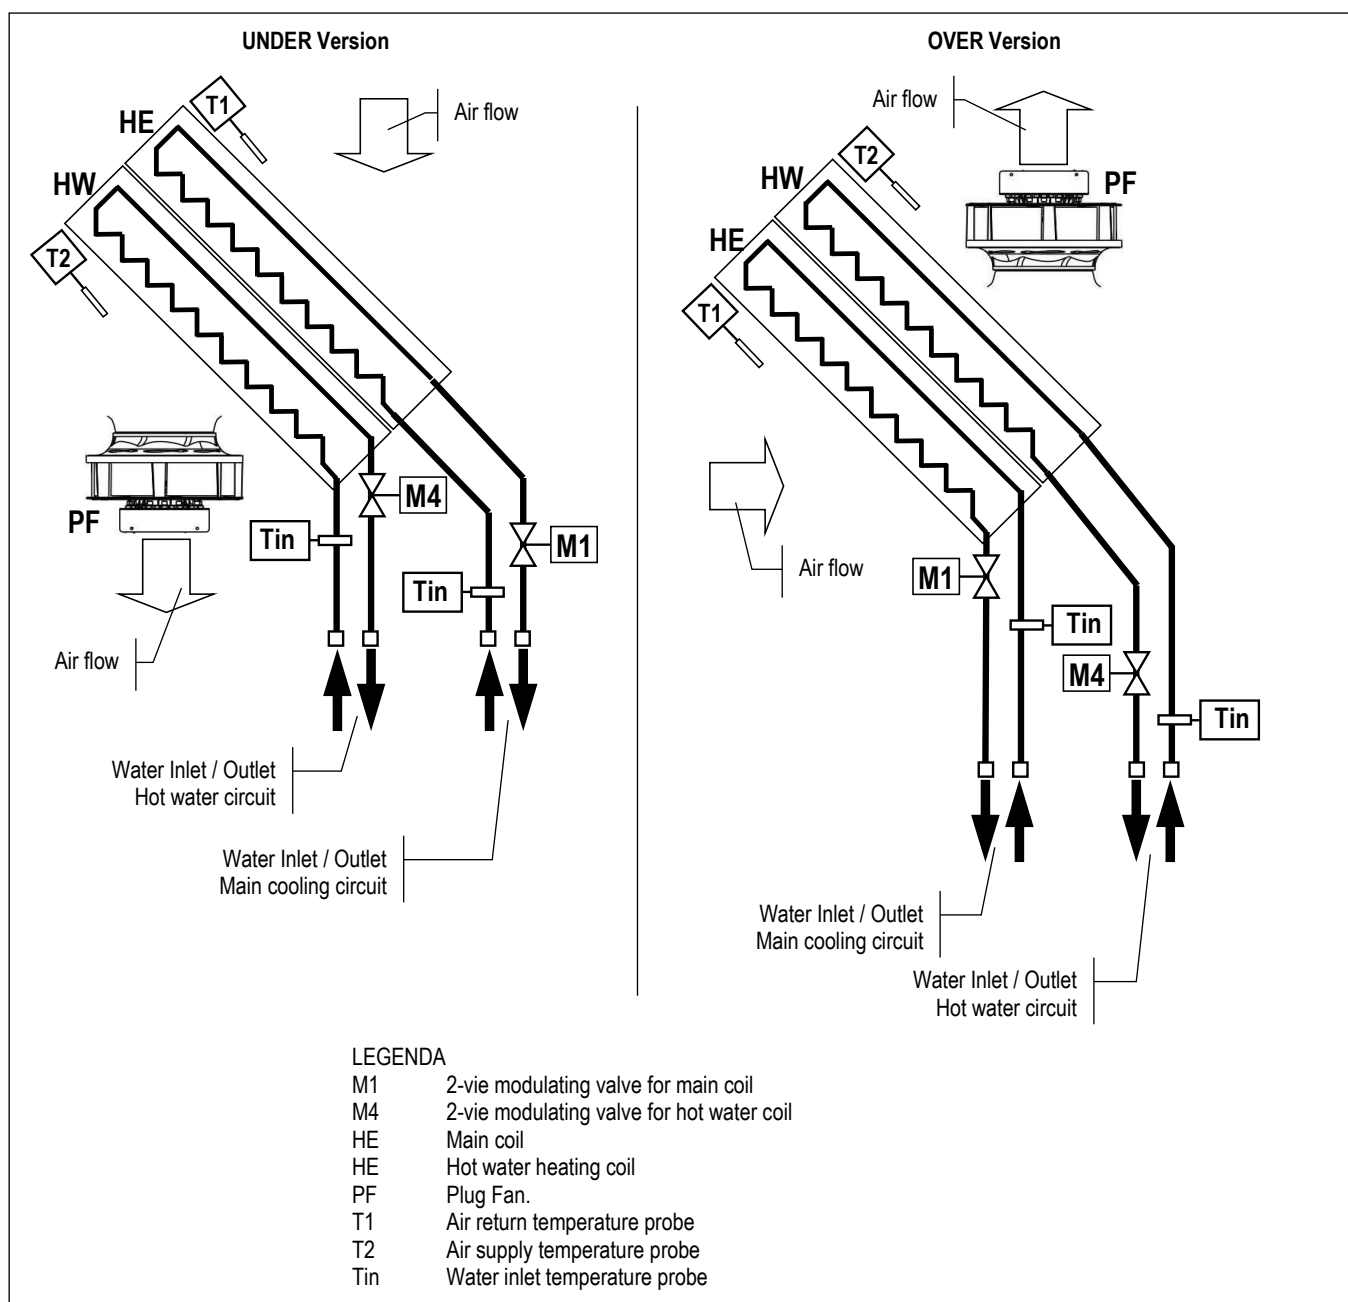 UNDER Version
T1
HE
Air flow
HW
T2
PF
M4
Tin
M1
Tin
Air flow
Water Inlet / Outlet
Hot water circuit
Water Inlet / Outlet
Main cooling circuit
OVER Version
Air flow
T2
HW
PF
HE
T1
Air flow
M1
Tin
M4
Tin
Water Inlet / Outlet
Main cooling circuit
Water Inlet / Outlet
Hot water circuit
LEGENDA
M1 2-vie modulating valve for main coil
M4 2-vie modulating valve for hot water coil
HE Main coil
HE Hot water heating coil
PF Plug Fan.
T1 Air return temperature probe
T2 Air supply temperature probe
Tin Water inlet temperature probe